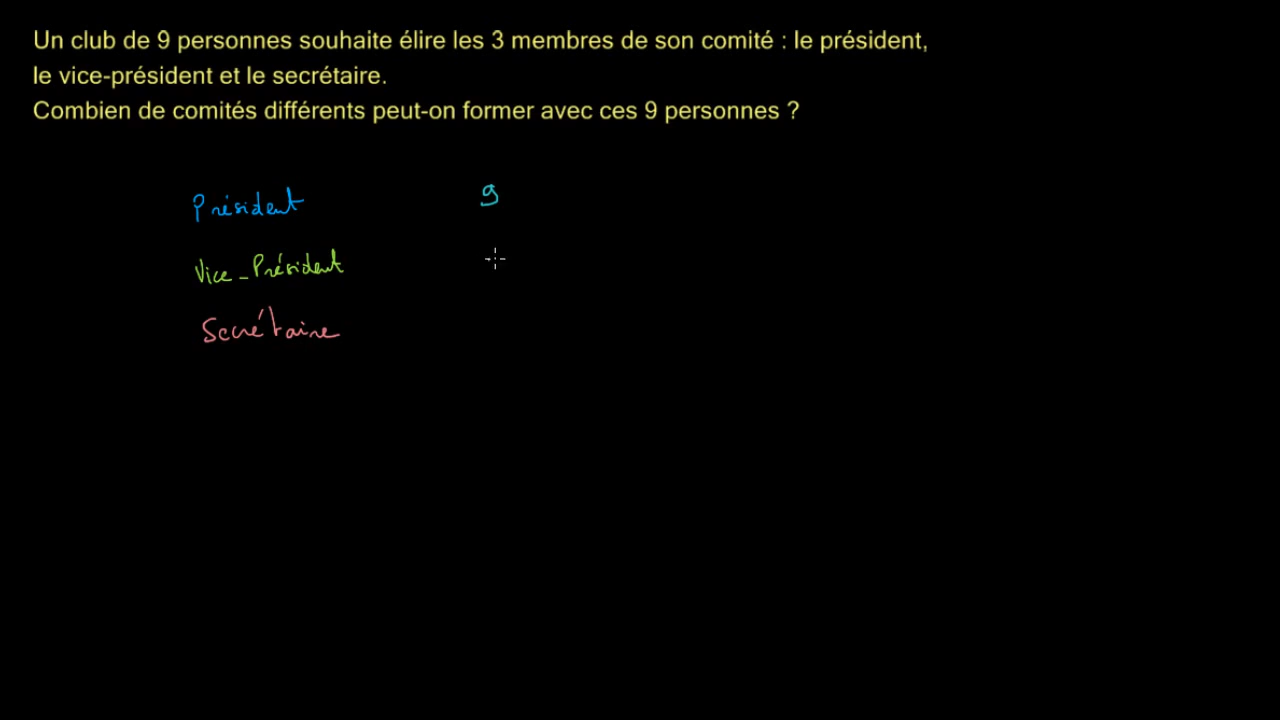 Un club de 9 personnes souhaite élire les 3 membres de son comité : le président,
le vice-président et le secrétaire.
Combien de comités différents peut-on former avec ces 9 personnes ?
Président 9
Vice-Président
Secrétaire